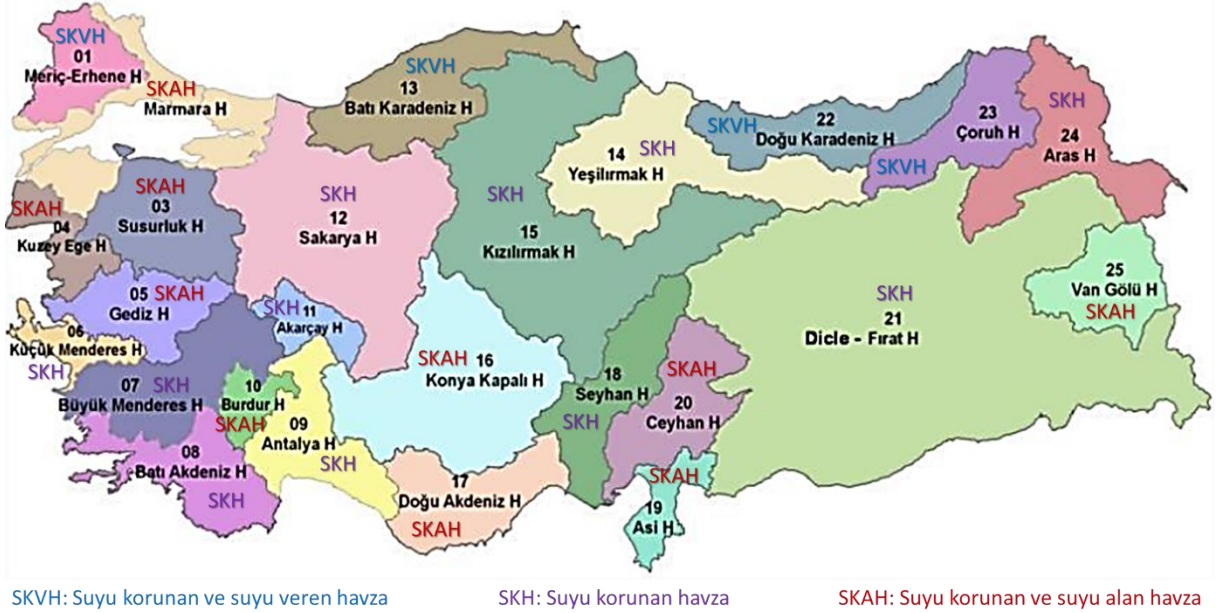 SKVH
01
Meriç-Erhene H
SKAH
Marmara H
SKVH
13
Batı Karadeniz H
SKVH
22
Doğu Karadeniz H
23
Çoruh H
SKVH
SKH
24
Aras H
14 SKH
Yeşilırmak H
SKAH
03
Susurluk H
SKAH
04
Kuzey Ege H
SKH
12
Sakarya H
SKH
15
Kızılırmak H
25
Van Gölü H
SKAH
05 SKAH
Gediz H
SKH 11
Akarçay H
SKH
21
Dicle - Fırat H
06
Küçük Menderes H
SKH
07 SKH
Büyük Menderes H
10
Burdur H
SKAH
09
Antalya H
SKH
SKAH 16
Konya Kapalı H
18
Seyhan H
SKH
SKAH
20
Ceyhan H
08
Batı Akdeniz H
SKH
17
Doğu Akdeniz H
SKAH
SKAH
19
Asi H
SKVH: Suyu korunan ve suyu veren havza SKH: Suyu korunan havza SKAH: Suyu korunan ve suyu alan havza